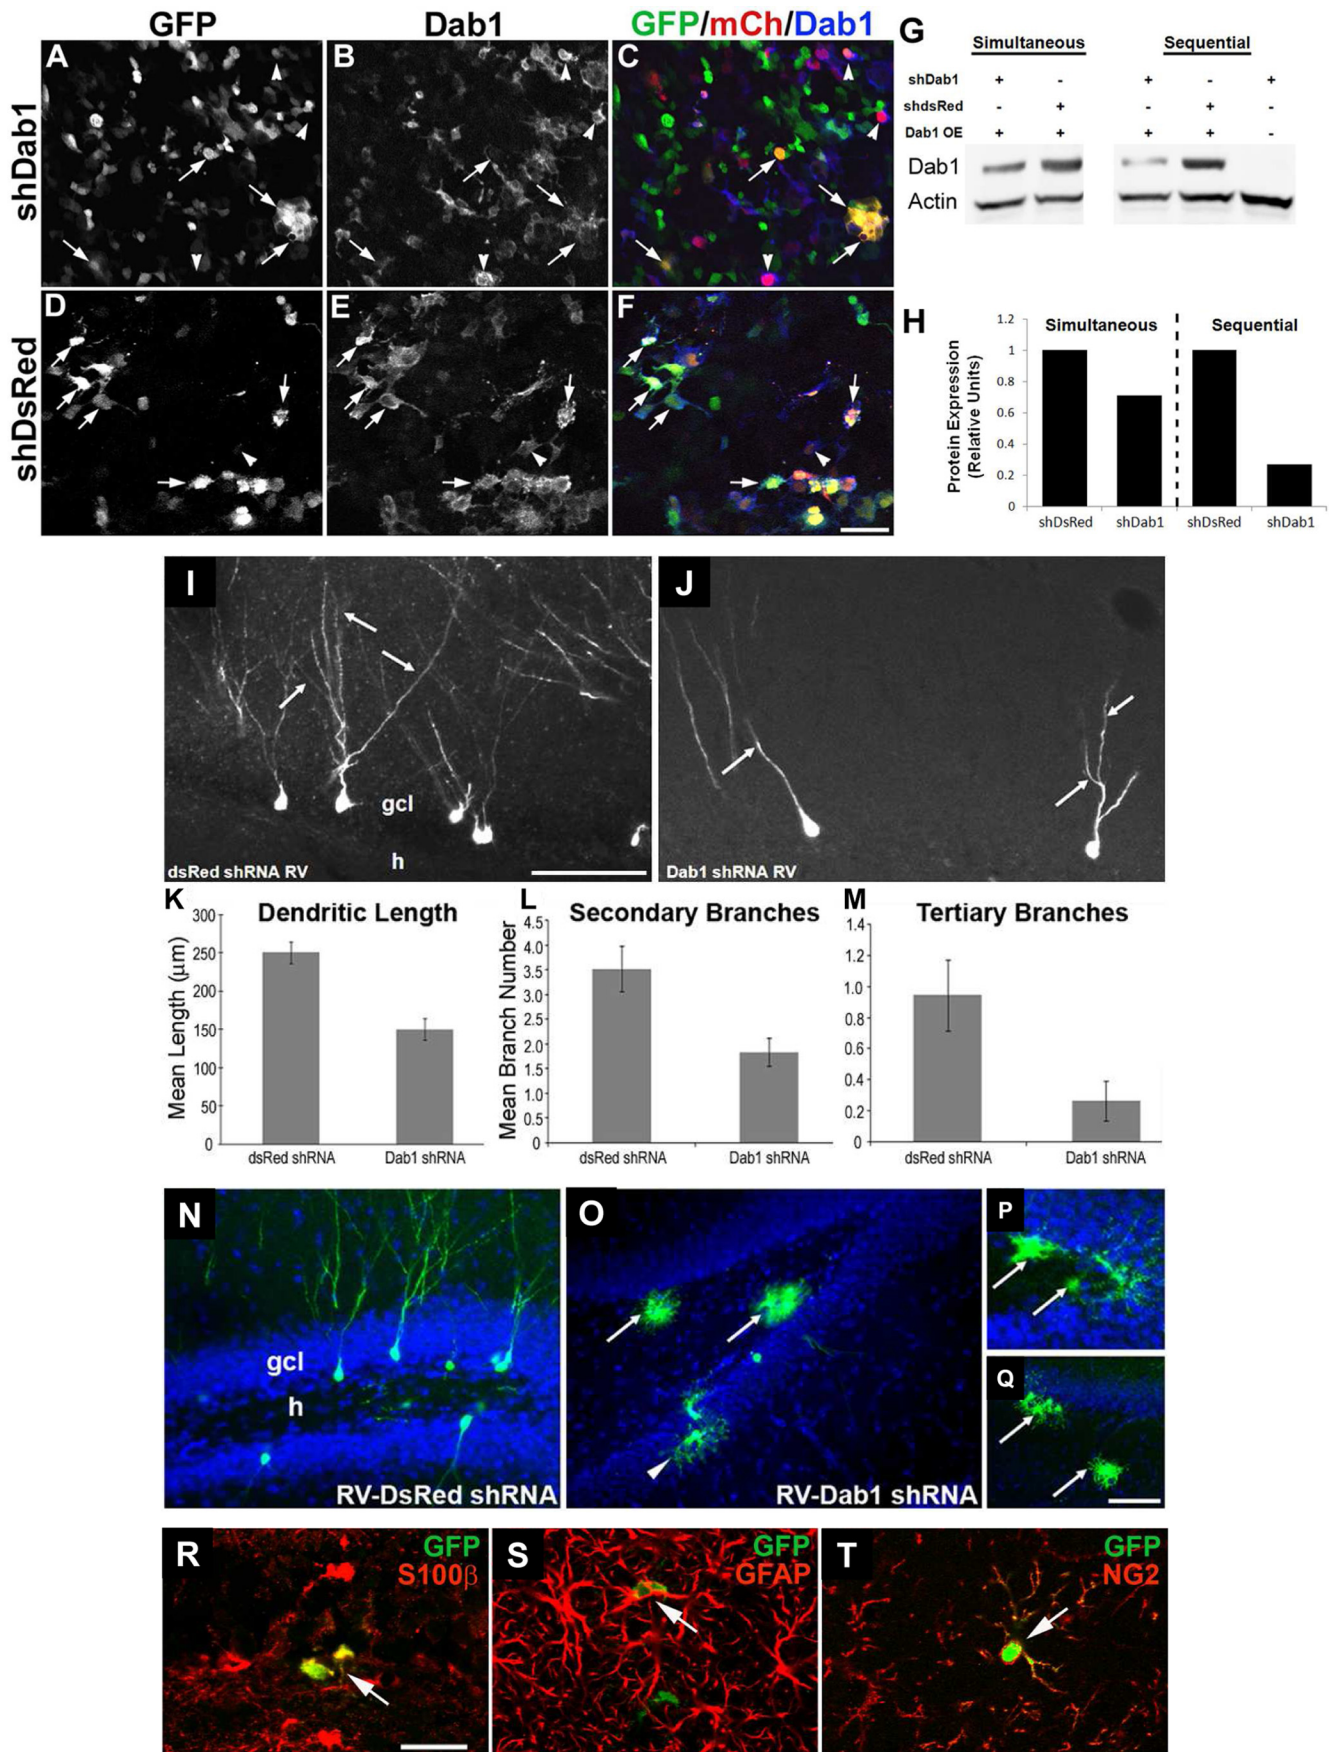 GFP Dab1 GFP/mCh/Dab1
shDab1
A B C
shDsRed
D E F
G
Simultaneous Sequential
shDab1 + - + - +
shdsRed - + - + -
Dab1 OE + + + + -
Dab1
Actin
H
Protein Expression
(Relative Units)
Simultaneous Sequential
1.2
1
0.8
0.6
0.4
0.2
0
shDsRed shDab1 shDsRed shDab1
I J
gcl
h
dsRed shRNA RV Dab1 shRNA RV
K Dendritic Length
Mean Length (μm)
300
250
200
150
100
50
0
dsRed shRNA Dab1 shRNA
L Secondary Branches
Mean Branch Number
4.5
4.0
3.5
3.0
2.5
2.0
1.5
1.0
0.5
0
dsRed shRNA Dab1 shRNA
M Tertiary Branches
1.4
1.2
1.0
0.8
0.6
0.4
0.2
0
dsRed shRNA Dab1 shRNA
N O P
gcl
h
Q
RV-DsRed shRNA RV-Dab1 shRNA
R GFP
S100β
S GFP
GFAP
T GFP
NG2